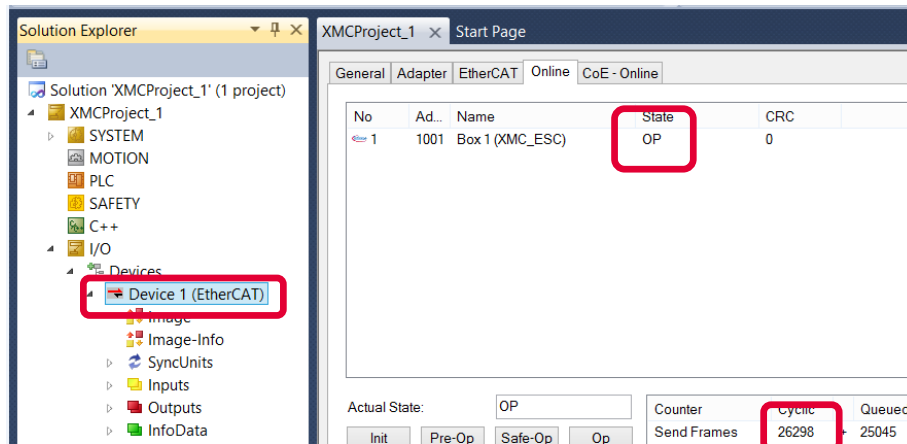 Solution Explorer
XMCProject_1 Start Page
Solution 'XMCProject_1' (1 project)
XMCProject_1
SYSTEM
MOTION
PLC
SAFETY
C++
I/O
Devices
Device 1 (EtherCAT)
Image
Image-Info
SyncUnits
Inputs
Outputs
InfoData
General Adapter EtherCAT Online CoE - Online
No Ad... Name State CRC
1 1001 Box 1 (XMC_ESC) OP 0
Actual State: OP
Init Pre-Op Safe-Op Op
Counter Cyclic
Send Frames 26298 + 25045